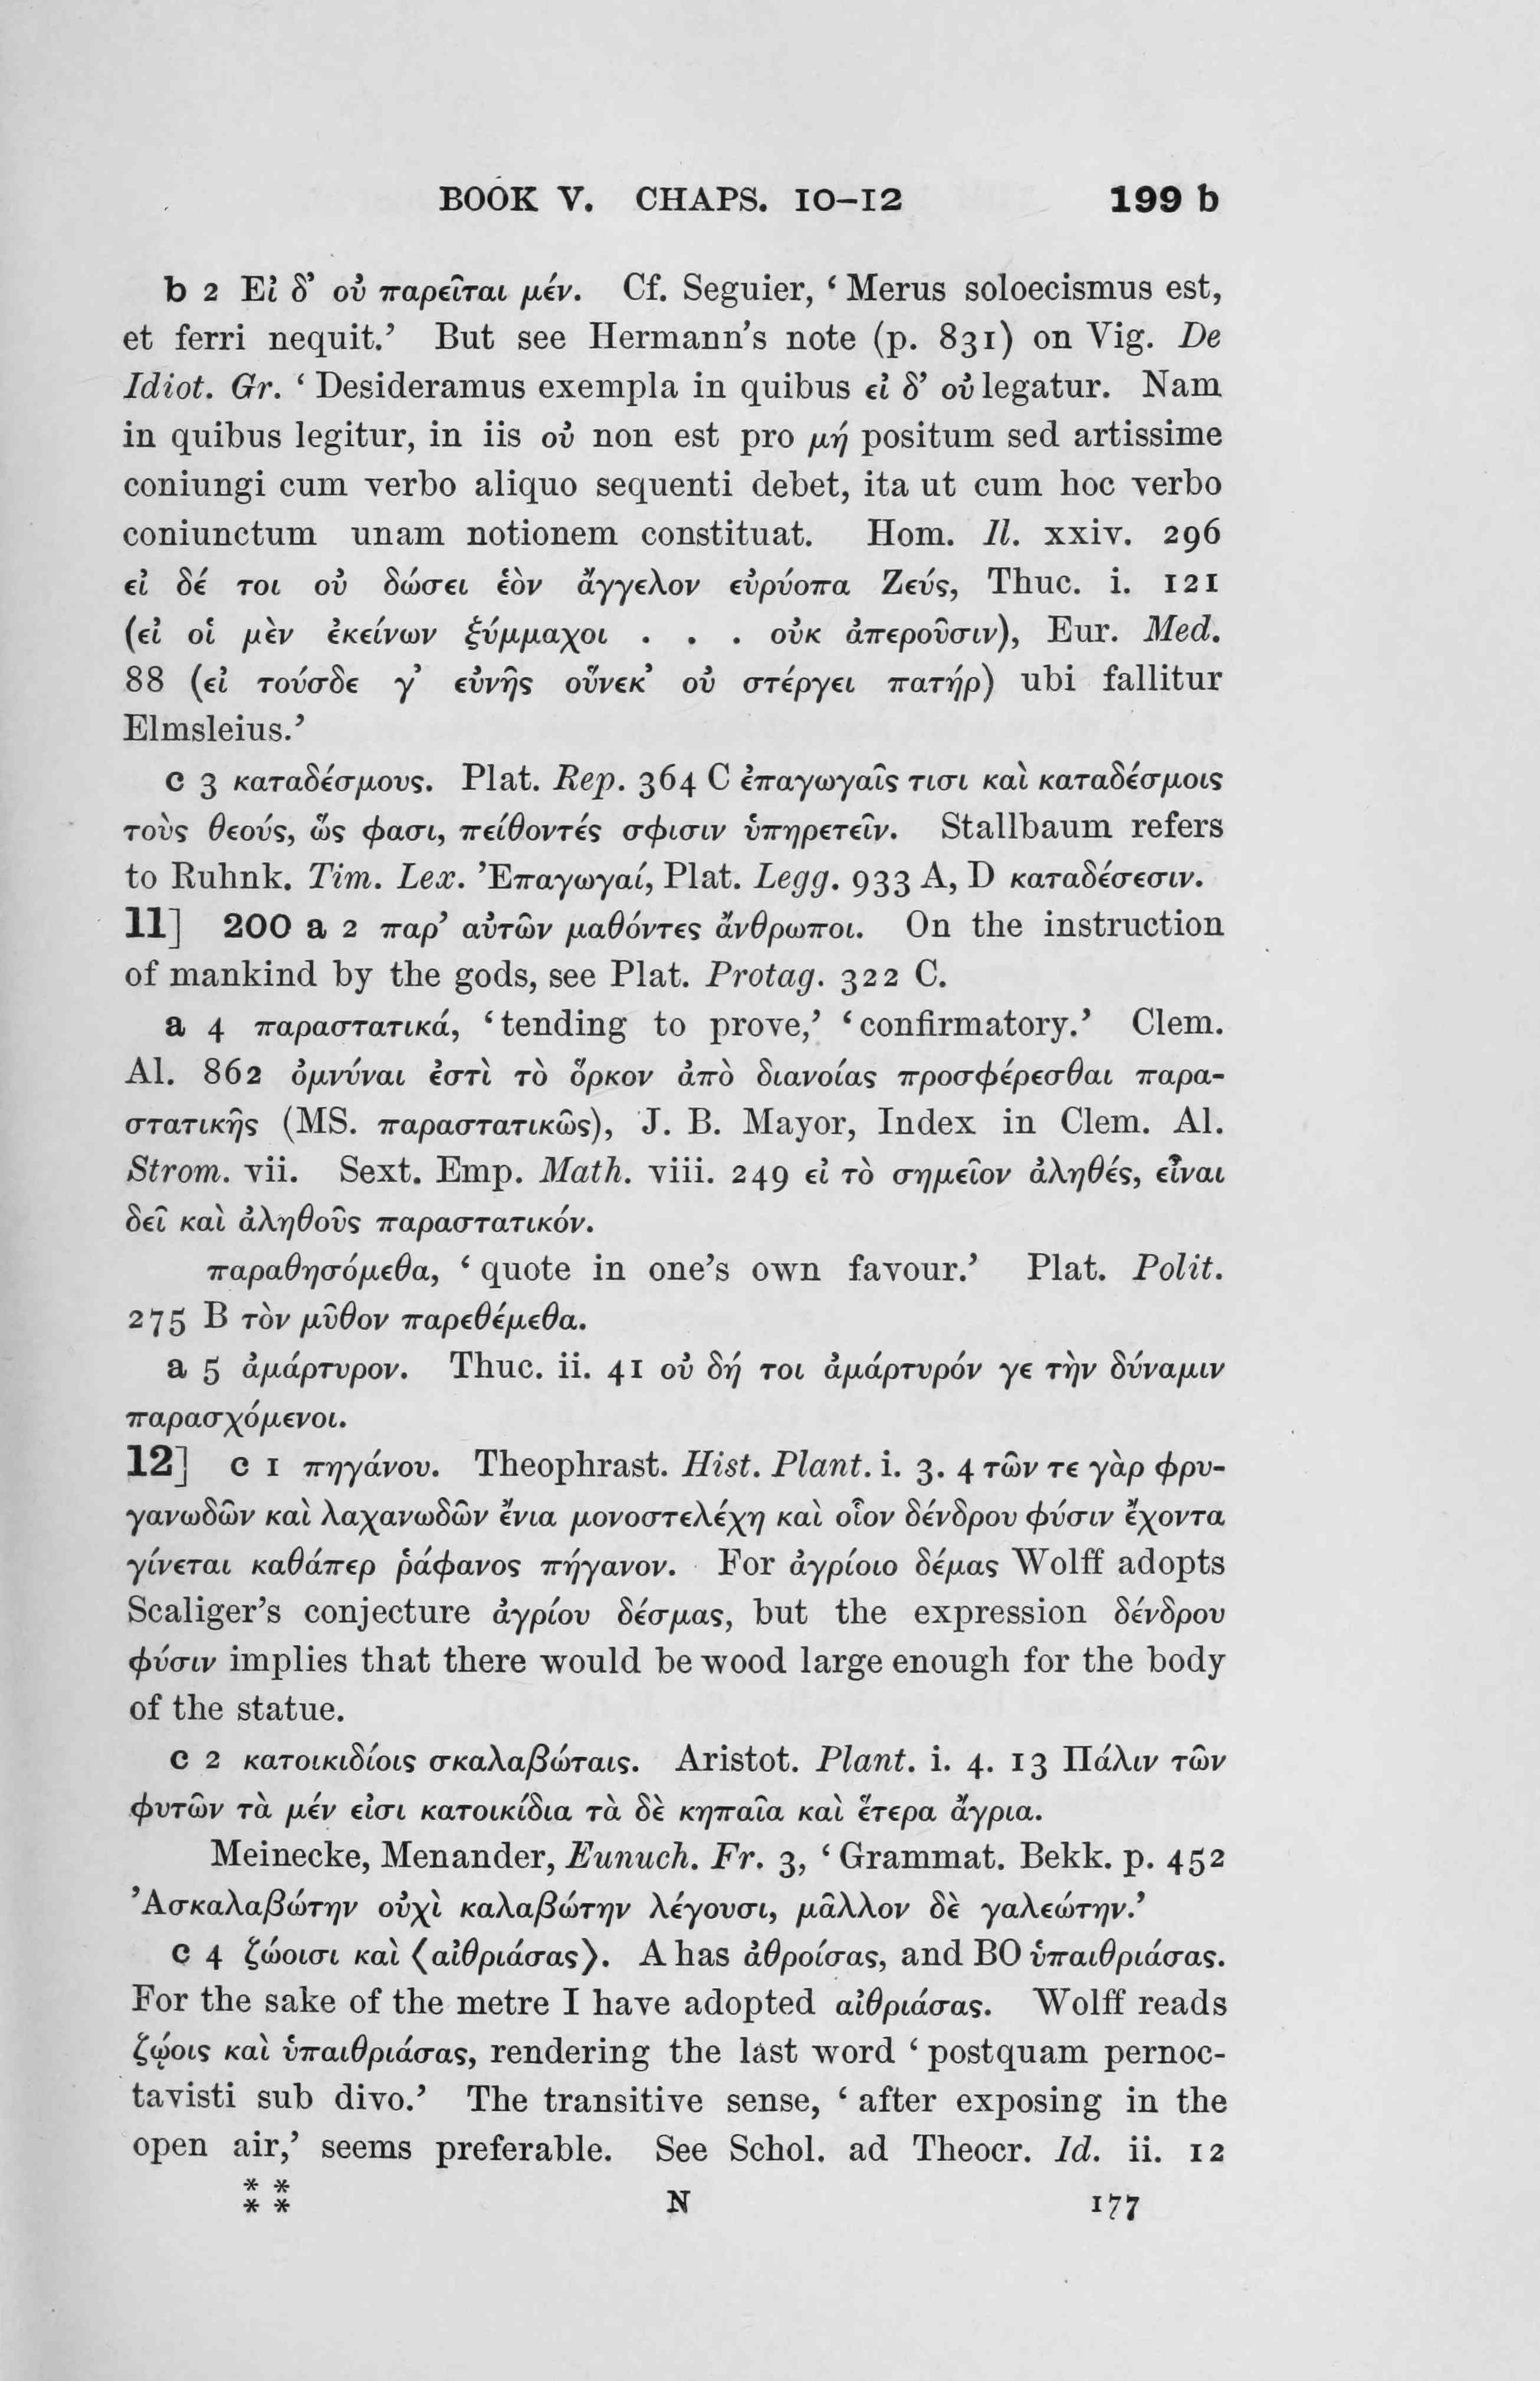 BOOK V. CHAPS. 10–12 199 b
b 2 Εἰ δ’ οὐ παρεῖται μέν. Cf. Seguier, ‘Merus soloecismus est,
et ferri nequit.’ But see Hermann’s note (p. 831) on Vig. De
Idiot. Gr. ‘Desideramus exempla in quibus εἰ δ’ οὐ legatur. Nam
in quibus legitur, in iis οὐ non est pro μή positum sed artissime
coniungi cum verbo aliquo sequenti debet, ita ut cum hoc verbo
coniunctum unam notionem constituat. Hom. Il. xxiv. 296
εἰ δέ τοι οὐ δώσει ἑὸν ἄγγελον εὐρύοπα Ζεύς, Thuc. i. 121
(εἰ οἱ μὲν ἐκείνων ξύμμαχοι . . . οὐκ ἀπεροῦσιν), Eur. Med.
88 (εἰ τούσδε γ’ εὐνῆς οὕνεκ’ οὐ στέργει πατήρ) ubi fallitur
Elmsleius.’
c 3 καταδέσμους. Plat. Rep. 364 C ἐπαγωγαῖς τισι καὶ καταδέσμοις
τοὺς θεούς, ὥς φασι, πείθοντές σφισιν ὑπηρετεῖν. Stallbaum refers
to Ruhnk. Tim. Lex. Ἐπαγωγαί, Plat. Legg. 933 A, D καταδέσεσιν.
11] 200 a 2 παρ’ αὐτῶν μαθόντες ἄνθρωποι. On the instruction
of mankind by the gods, see Plat. Protag. 322 C.
a 4 παραστατικά, ‘tending to prove,’ ‘confirmatory.’ Clem.
Al. 862 ὀμνύναι ἐστὶ τὸ ὅρκον ἀπὸ διανοίας προσφέρεσθαι παρα-
στατικῆς (MS. παραστατικῶς), J. B. Mayor, Index in Clem. Al.
Strom. vii. Sext. Emp. Math. viii. 249 εἰ τὸ σημεῖον ἀληθές, εἶναι
δεῖ καὶ ἀληθοῦς παραστατικόν.
παραθησόμεθα, ‘quote in one’s own favour.’ Plat. Polit.
275 B τὸν μῦθον παρεθέμεθα.
a 5 ἀμάρτυρον. Thuc. ii. 41 οὐ δή τοι ἀμάρτυρόν γε τὴν δύναμιν
παρασχόμενοι.
12] c 1 πηγάνου. Theophrast. Hist. Plant. i. 3. 4 τῶν τε γὰρ φρυ-
γανωδῶν καὶ λαχανωδῶν ἔνια μονοστελέχη καὶ οἷον δένδρου φύσιν ἔχοντα
γίνεται καθάπερ ῥάφανος πήγανον. For ἀγρίοιο δέμας Wolff adopts
Scaliger’s conjecture ἀγρίου δέσμας, but the expression δένδρου
φύσιν implies that there would be wood large enough for the body
of the statue.
c 2 κατοικιδίοις σκαλαβώταις. Aristot. Plant. i. 4. 13 Πάλιν τῶν
φυτῶν τὰ μέν εἰσι κατοικίδια τὰ δὲ κηπαῖα καὶ ἕτερα ἄγρια.
Meinecke, Menander, Eunuch. Fr. 3, ‘Grammat. Bekk. p. 452
Ἀσκαλαβώτην οὐχὶ καλαβώτην λέγουσι, μᾶλλον δὲ γαλεώτην.’
c 4 ζώοισι καὶ ⟨αἰθριάσας⟩. A has ἀθροίσας, and BO ὑπαιθριάσας.
For the sake of the metre I have adopted αἰθριάσας. Wolff reads
ζῴοις καὶ ὑπαιθριάσας, rendering the last word ‘postquam pernoc-
tavisti sub divo.’ The transitive sense, ‘after exposing in the
open air,’ seems preferable. See Schol. ad Theocr. Id. ii. 12
* *
* * N 177